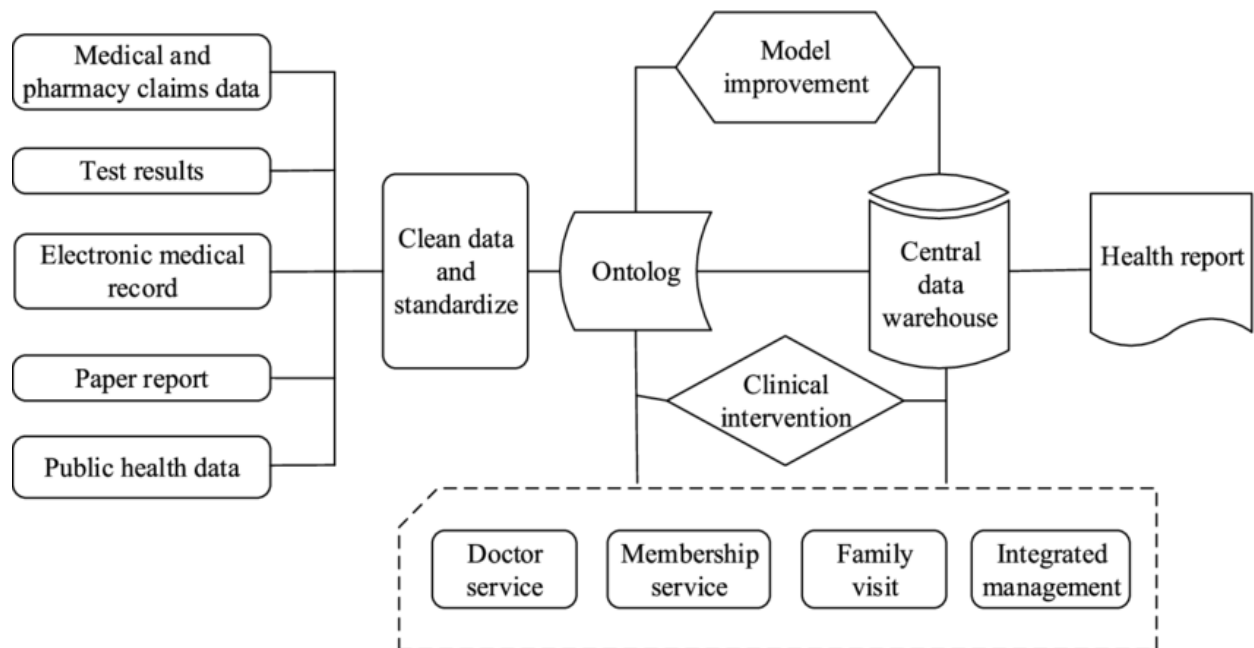 Medical and
pharmacy claims data
Test results
Electronic medical
record
Paper report
Public health data
Clean data
and
standardize
Ontolog
Model
improvement
Central
data
warehouse
Health report
Clinical
intervention
Doctor
service
Membership
service
Family
visit
Integrated
management